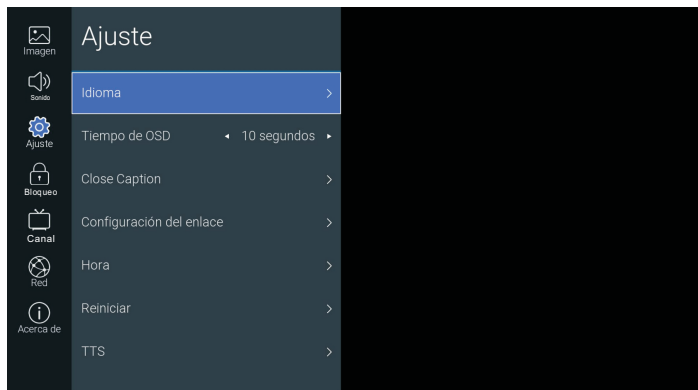 Imagen
Sonido
Ajuste
Bloqueo
Canal
Red
Acerca de
Ajuste
Idioma
Tiempo de OSD 10 segundos
Close Caption
Configuración del enlace
Hora
Reiniciar
TTS